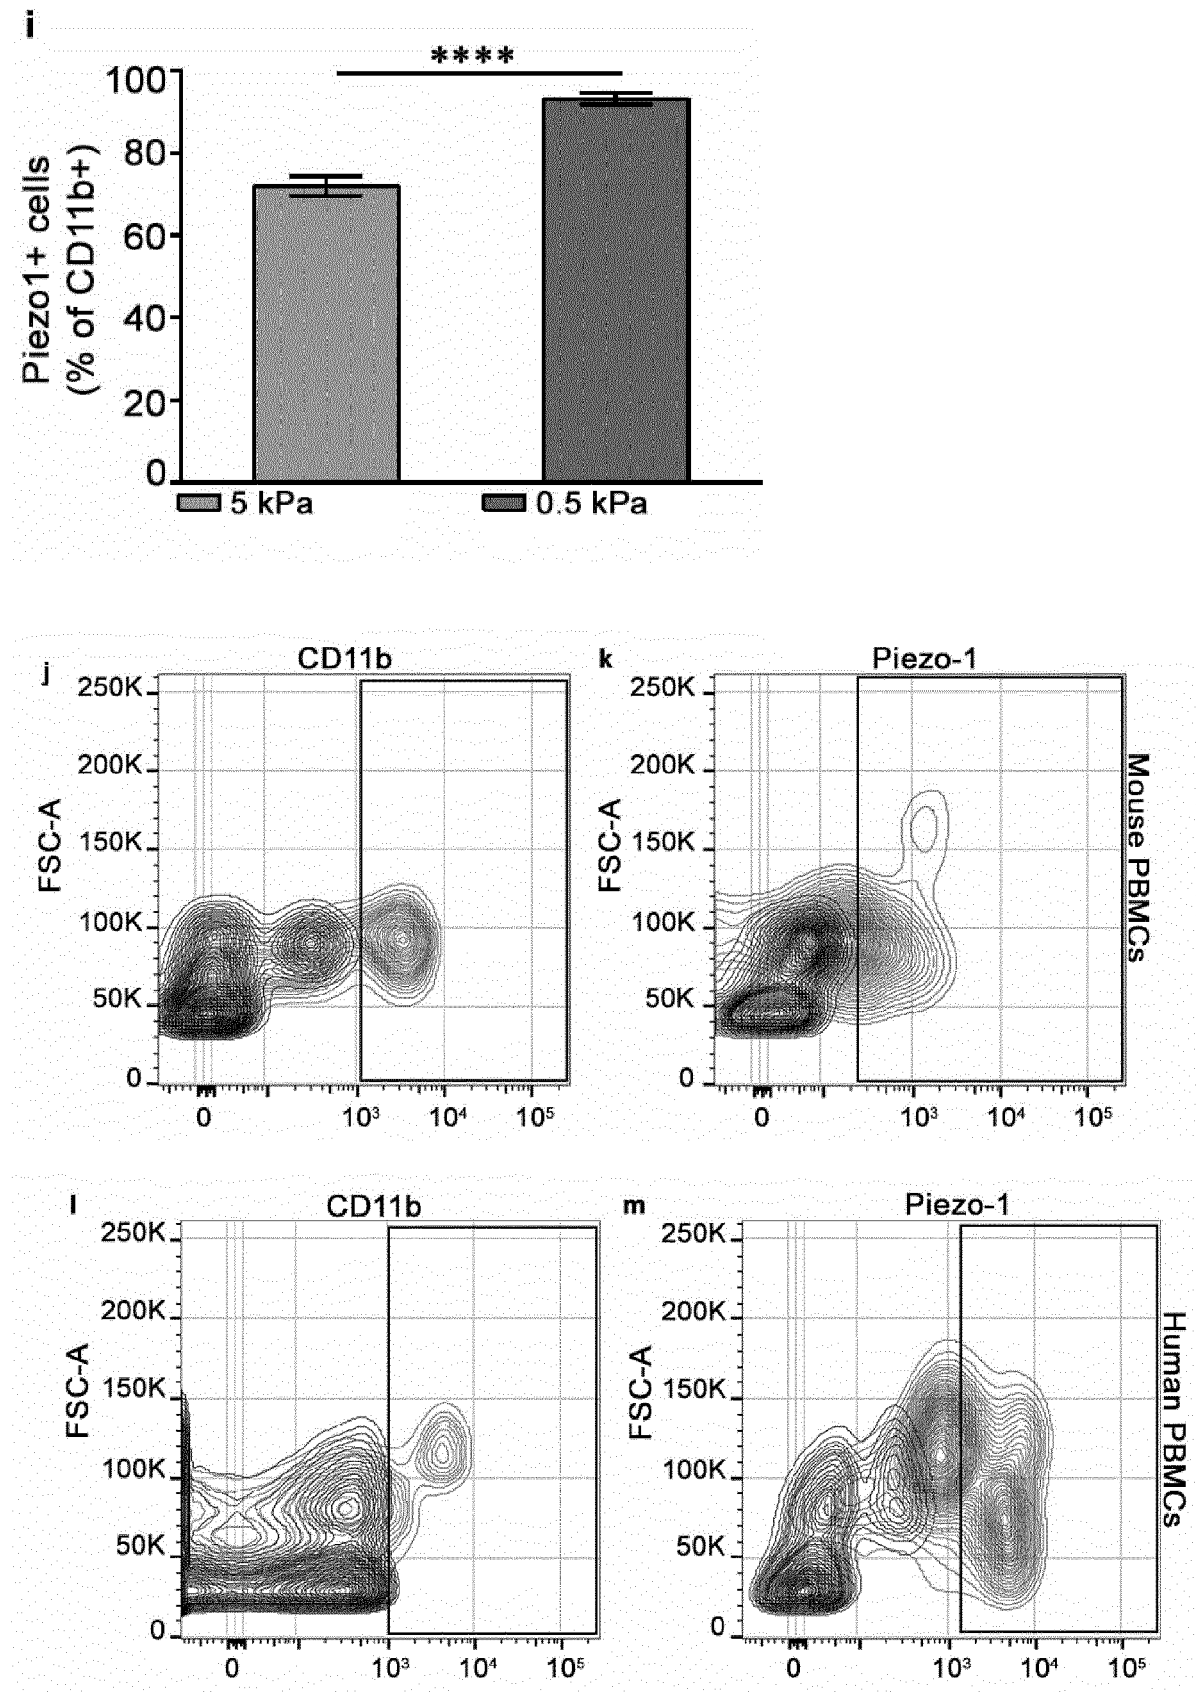 i
****
Piezo1+ cells
(% of CD11b+)
100
80
60
40
20
0
5 kPa
0.5 kPa
j
CD11b
FSC-A
250K
200K
150K
100K
50K
0
0
10³
10⁴
10⁵
k
Piezo-1
FSC-A
250K
200K
150K
100K
50K
0
0
10³
10⁴
10⁵
Mouse PBMCs
l
CD11b
FSC-A
250K
200K
150K
100K
50K
0
0
10³
10⁴
10⁵
m
Piezo-1
FSC-A
250K
200K
150K
100K
50K
0
0
10³
10⁴
10⁵
Human PBMCs